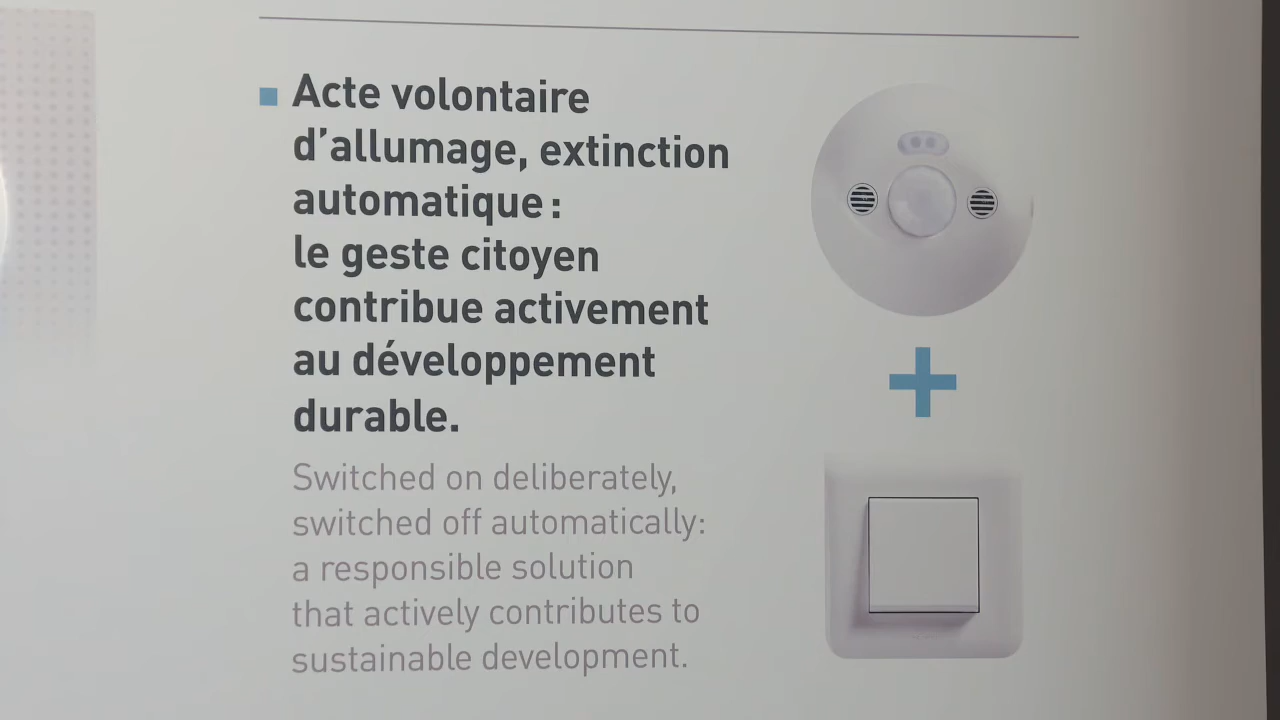 Acte volontaire
d’allumage, extinction
automatique :
le geste citoyen
contribue activement
au développement
durable.
Switched on deliberately,
switched off automatically:
a responsible solution
that actively contributes to
sustainable development.